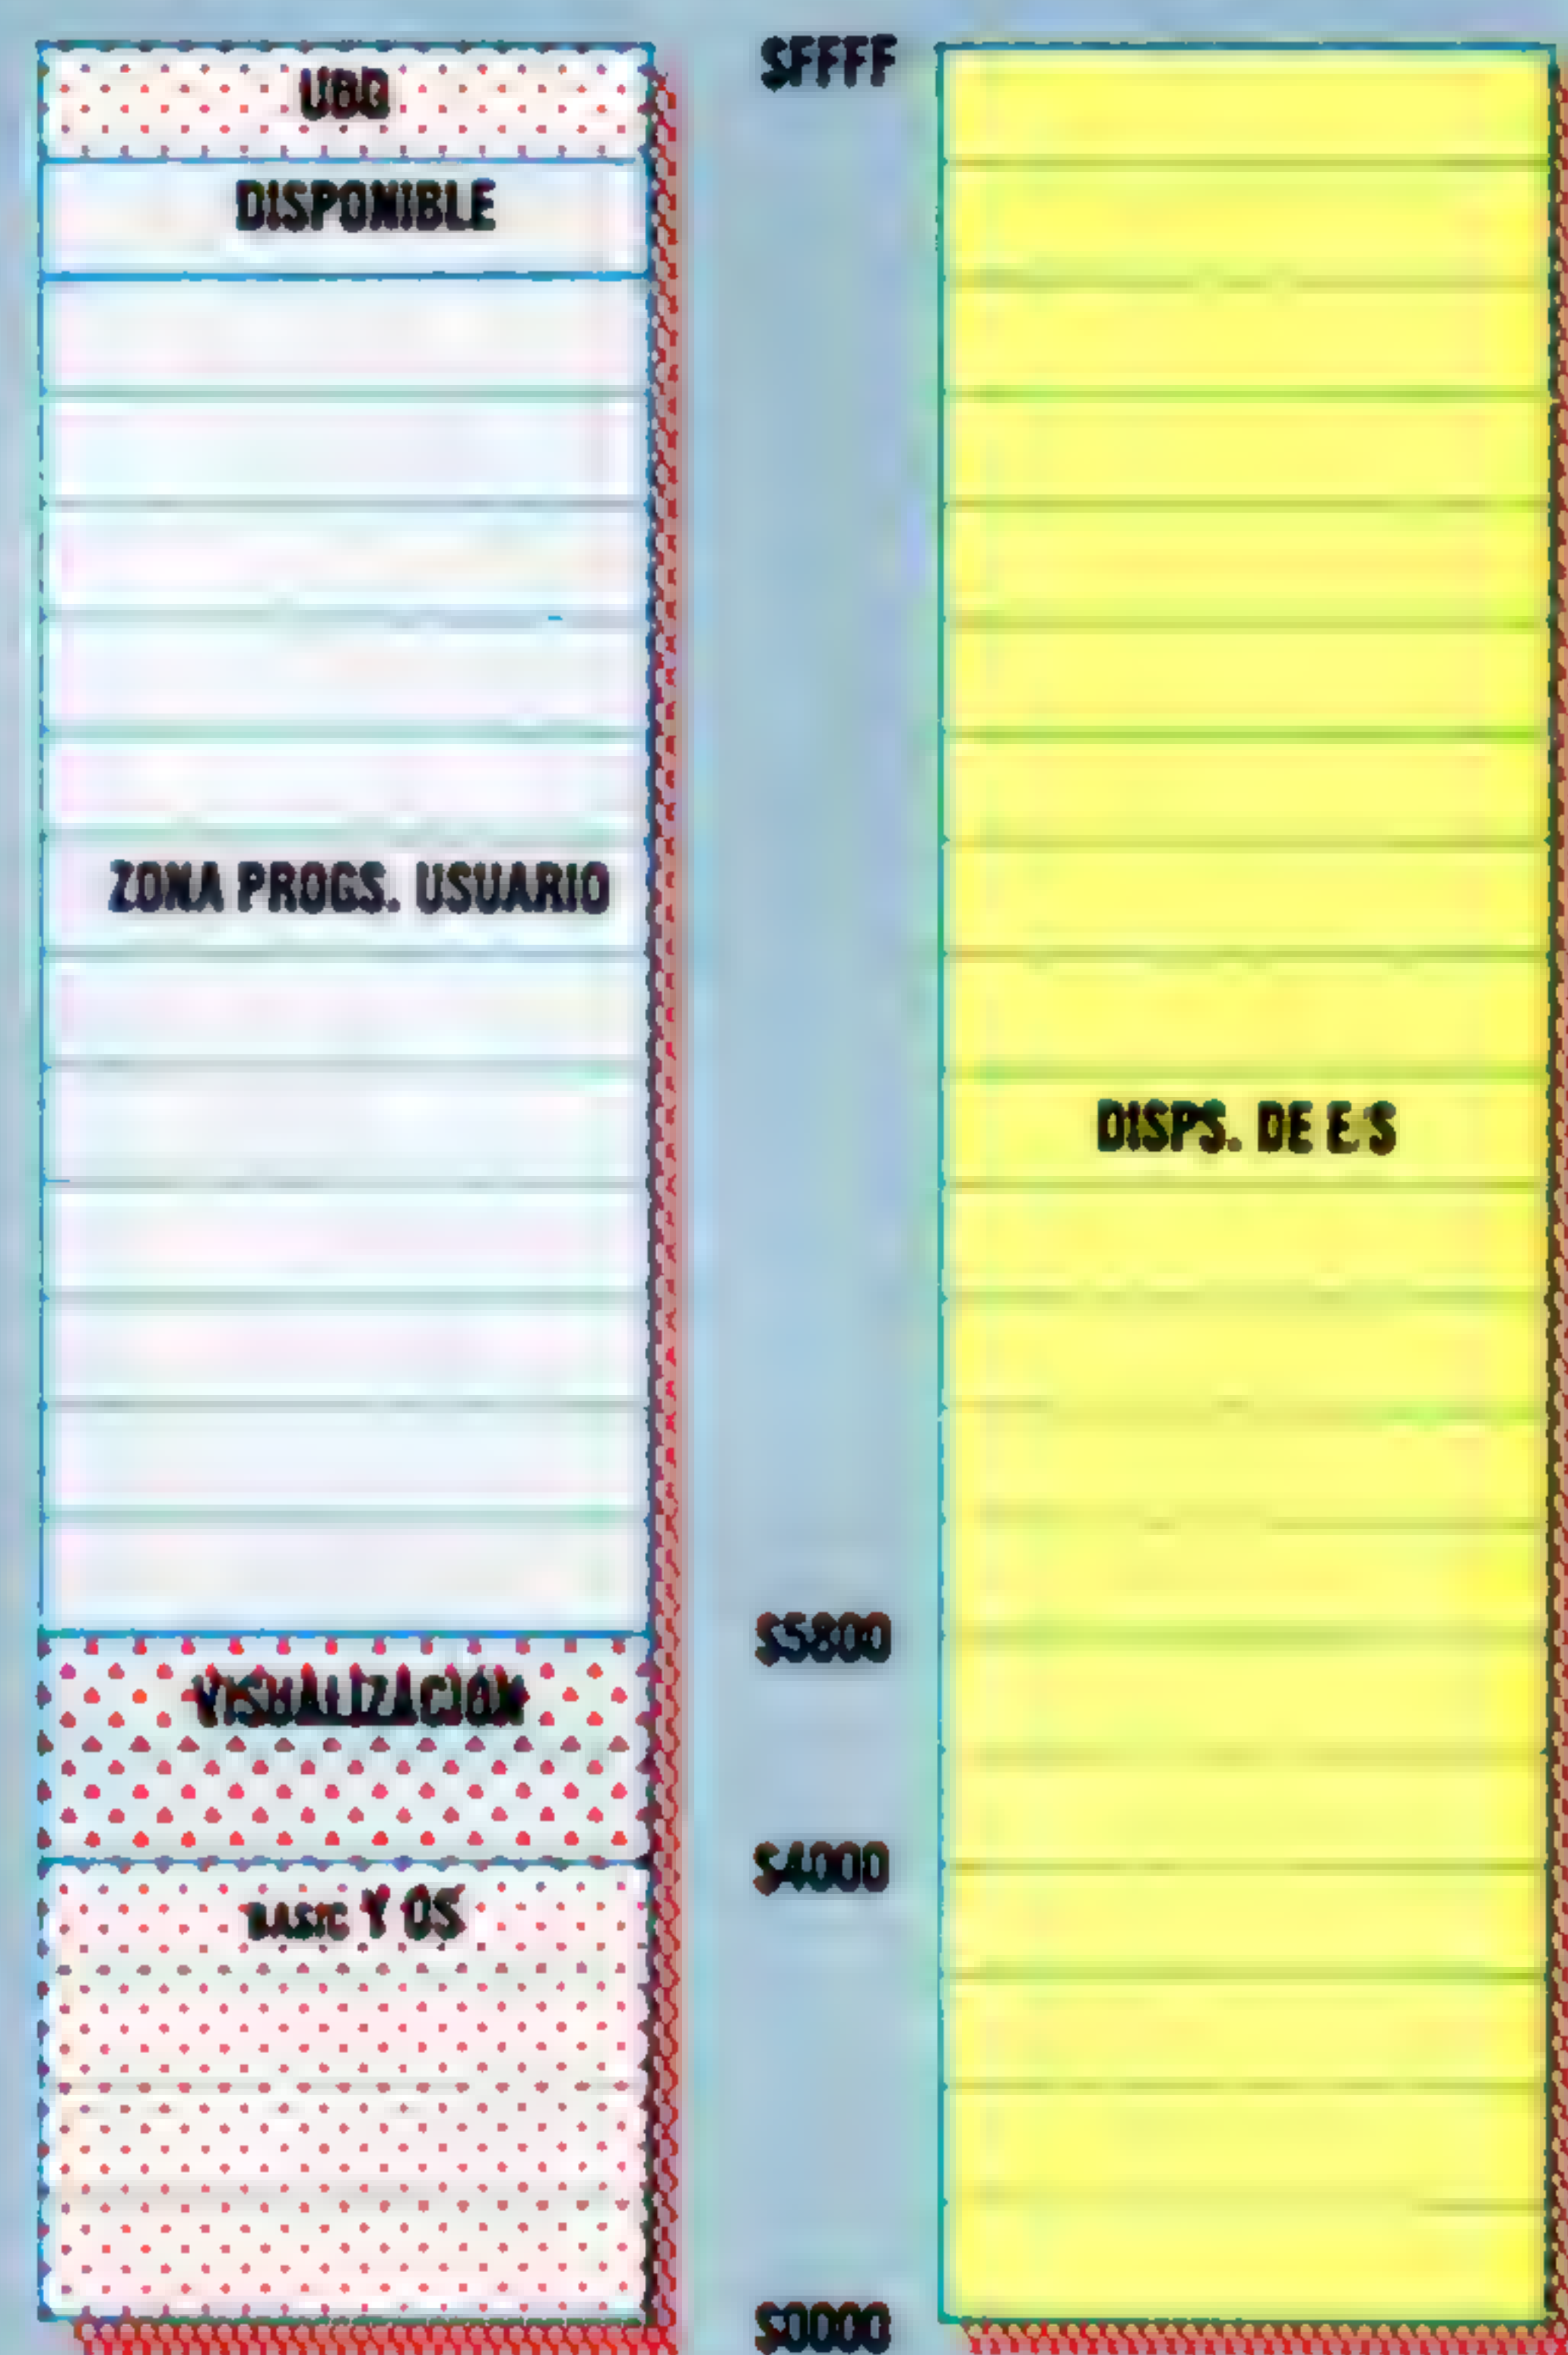 UDG
DISPONIBLE
ZONA PROGS. USUARIO
VISUALIZACIÓN
BASIC Y OS
$FFFF
$5800
$4000
$0000
DISPS. DE E/S